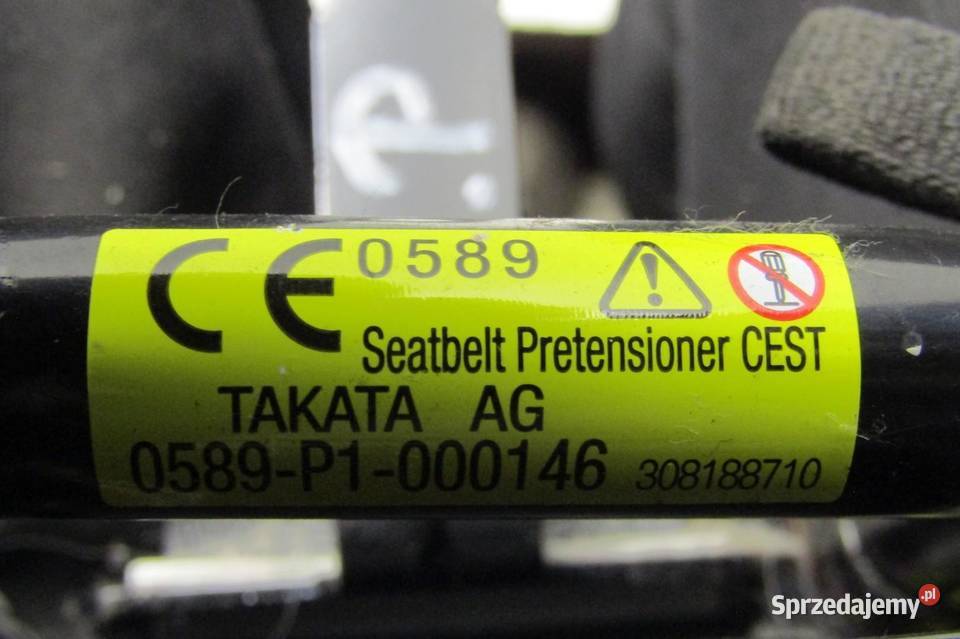 CE 0589
Seatbelt Pretensioner CEST
TAKATA AG
0589-P1-000146 308188710
Sprzedajemy.pl